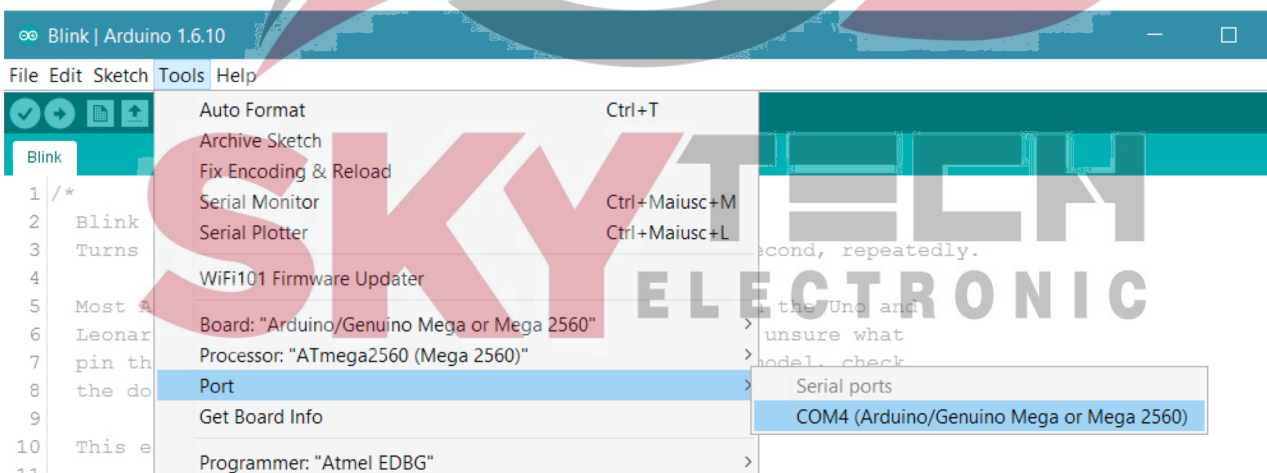 Blink | Arduino 1.6.10
File Edit Sketch Tools Help
Blink
Auto Format Ctrl+T
Archive Sketch
Fix Encoding & Reload
Serial Monitor Ctrl+Maiusc+M
Serial Plotter Ctrl+Maiusc+L
WiFi101 Firmware Updater
Board: "Arduino/Genuino Mega or Mega 2560"
Processor: "ATmega2560 (Mega 2560)"
Port
Get Board Info
Programmer: "Atmel EDBG"
Serial ports
COM4 (Arduino/Genuino Mega or Mega 2560)
1 /*
2 Blink
3 Turns econd, repeatedly.
4
5 Most A the Uno and
6 Leonar unsure what
7 pin th model, check
8 the do
9
10 This e
SKYTECH
ELECTRONIC